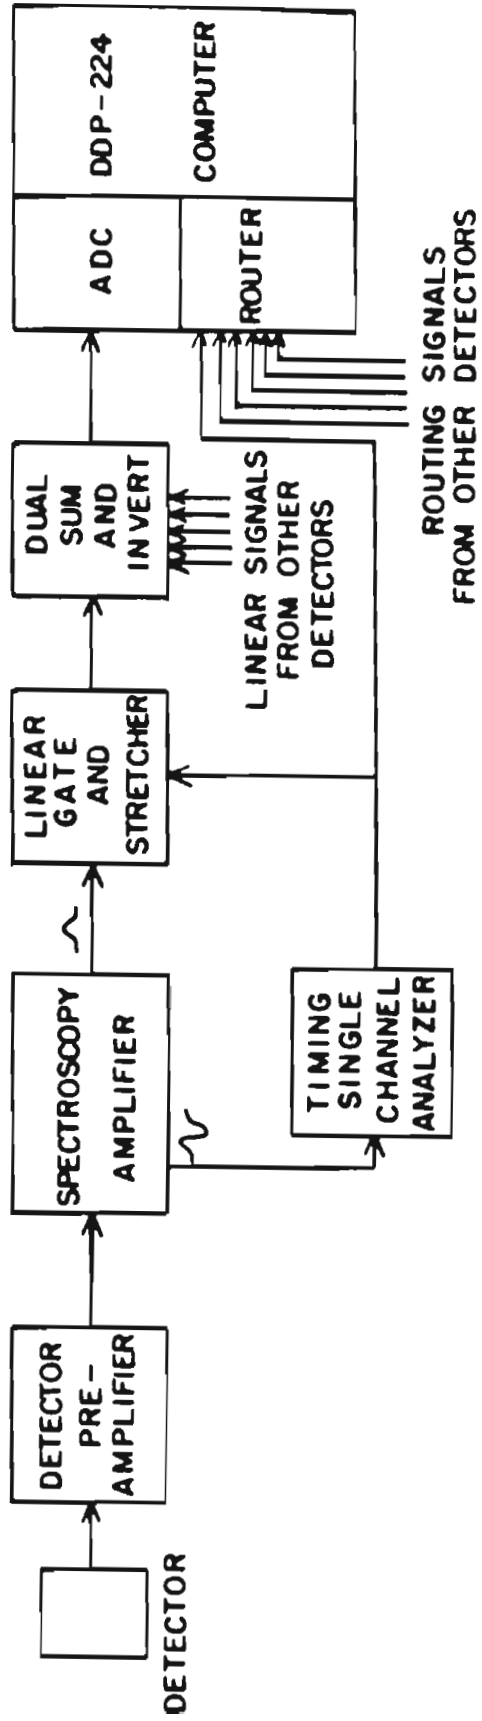 DETECTOR
DETECTOR
PRE-
AMPLIFIER
SPECTROSCOPY
AMPLIFIER
TIMING
SINGLE
CHANNEL
ANALYZER
LINEAR
GATE
AND
STRETCHER
DUAL
SUM
AND
INVERT
LINEAR SIGNALS
FROM OTHER
DETECTORS
ADC
ROUTER
DDP-224
COMPUTER
ROUTING SIGNALS
FROM OTHER DETECTORS